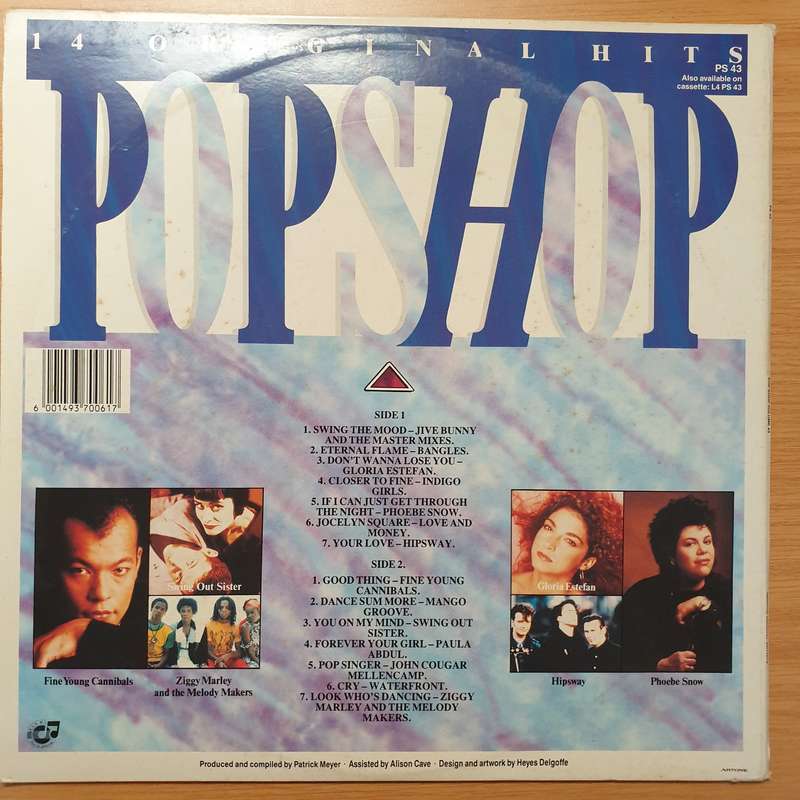 14 ORIGINAL HITS
PS 43
Also available on
cassette: L4 PS 43
POPSHOP
6 001493 700617
SIDE 1
1. SWING THE MOOD – JIVE BUNNY
AND THE MASTER MIXES.
2. ETERNAL FLAME – BANGLES.
3. DON'T WANNA LOSE YOU –
GLORIA ESTEFAN.
4. CLOSER TO FINE – INDIGO
GIRLS.
5. IF I CAN JUST GET THROUGH
THE NIGHT – PHOEBE SNOW.
6. JOCELYN SQUARE – LOVE AND
MONEY.
7. YOUR LOVE – HIPSWAY.
SIDE 2.
1. GOOD THING – FINE YOUNG
CANNIBALS.
2. DANCE SUM MORE – MANGO
GROOVE.
3. YOU ON MY MIND – SWING OUT
SISTER.
4. FOREVER YOUR GIRL – PAULA
ABDUL.
5. POP SINGER – JOHN COUGAR
MELLENCAMP.
6. CRY – WATERFRONT.
7. LOOK WHO'S DANCING – ZIGGY
MARLEY AND THE MELODY
MAKERS.
Swing Out Sister
Fine Young Cannibals
Ziggy Marley
and the Melody Makers
Gloria Estefan
Hipsway
Phoebe Snow
Produced and compiled by Patrick Meyer · Assisted by Alison Cave · Design and artwork by Heyes Delgoffe
ARTONE